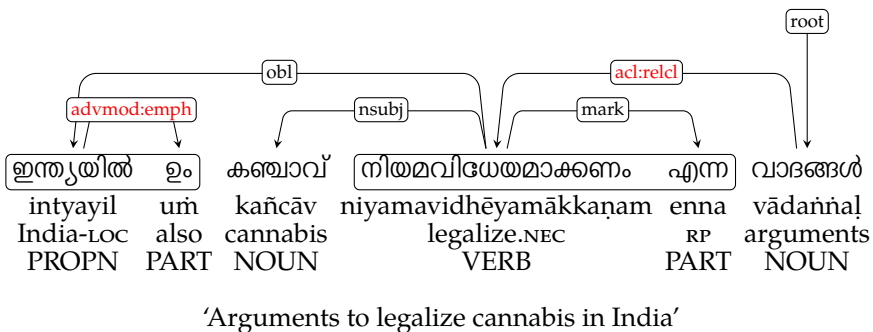 root
obl acl:relcl
advmod:emph nsubj mark
ഇന്ത്യയിൽ ഉം കഞ്ചാവ് നിയമവിധേയമാക്കണം എന്ന വാദങ്ങൾ
intyayil uṁ kañcāv niyamavidhēyamākkaṇam enna vādaṅṅaḷ
India-LOC also cannabis legalize.NEC RP arguments
PROPN PART NOUN VERB PART NOUN
'Arguments to legalize cannabis in India'